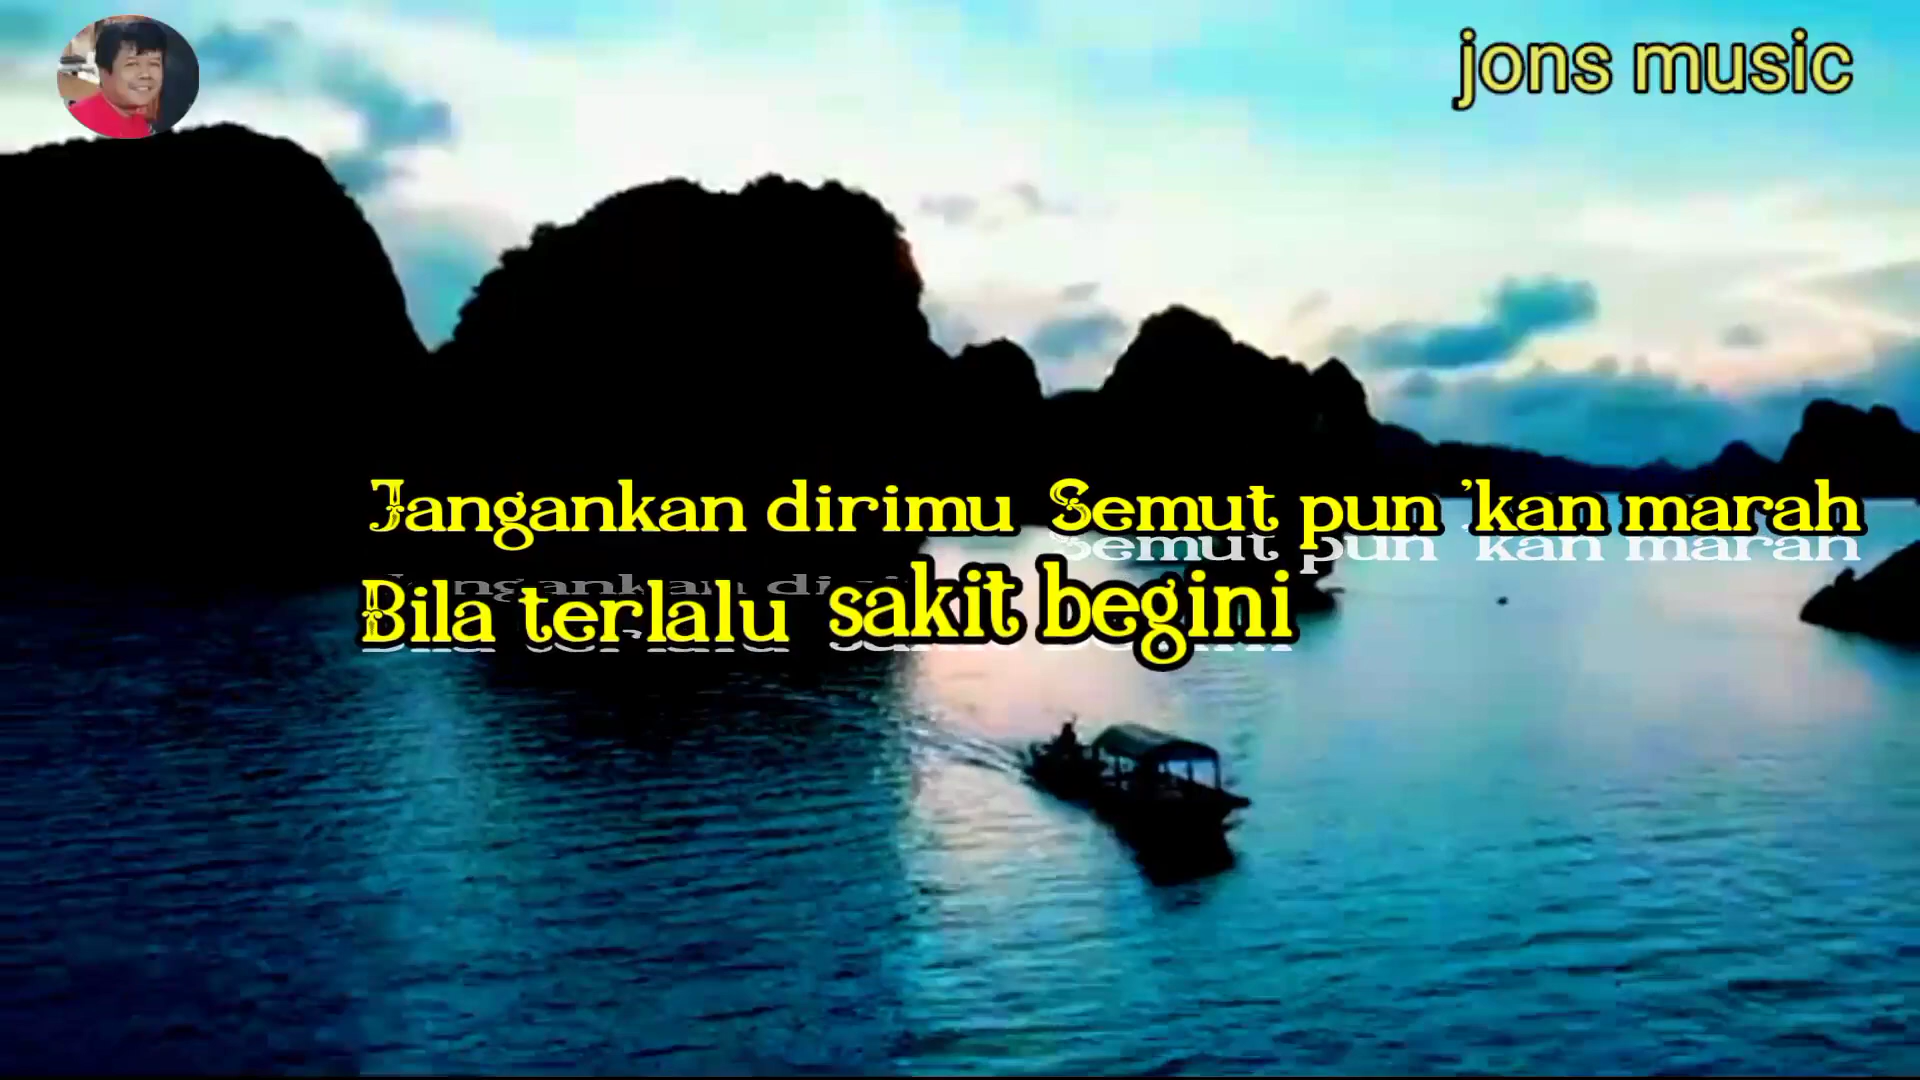 jons music
Jangankan dirimu Semut pun 'kan marah
Bila terlalu sakit begini